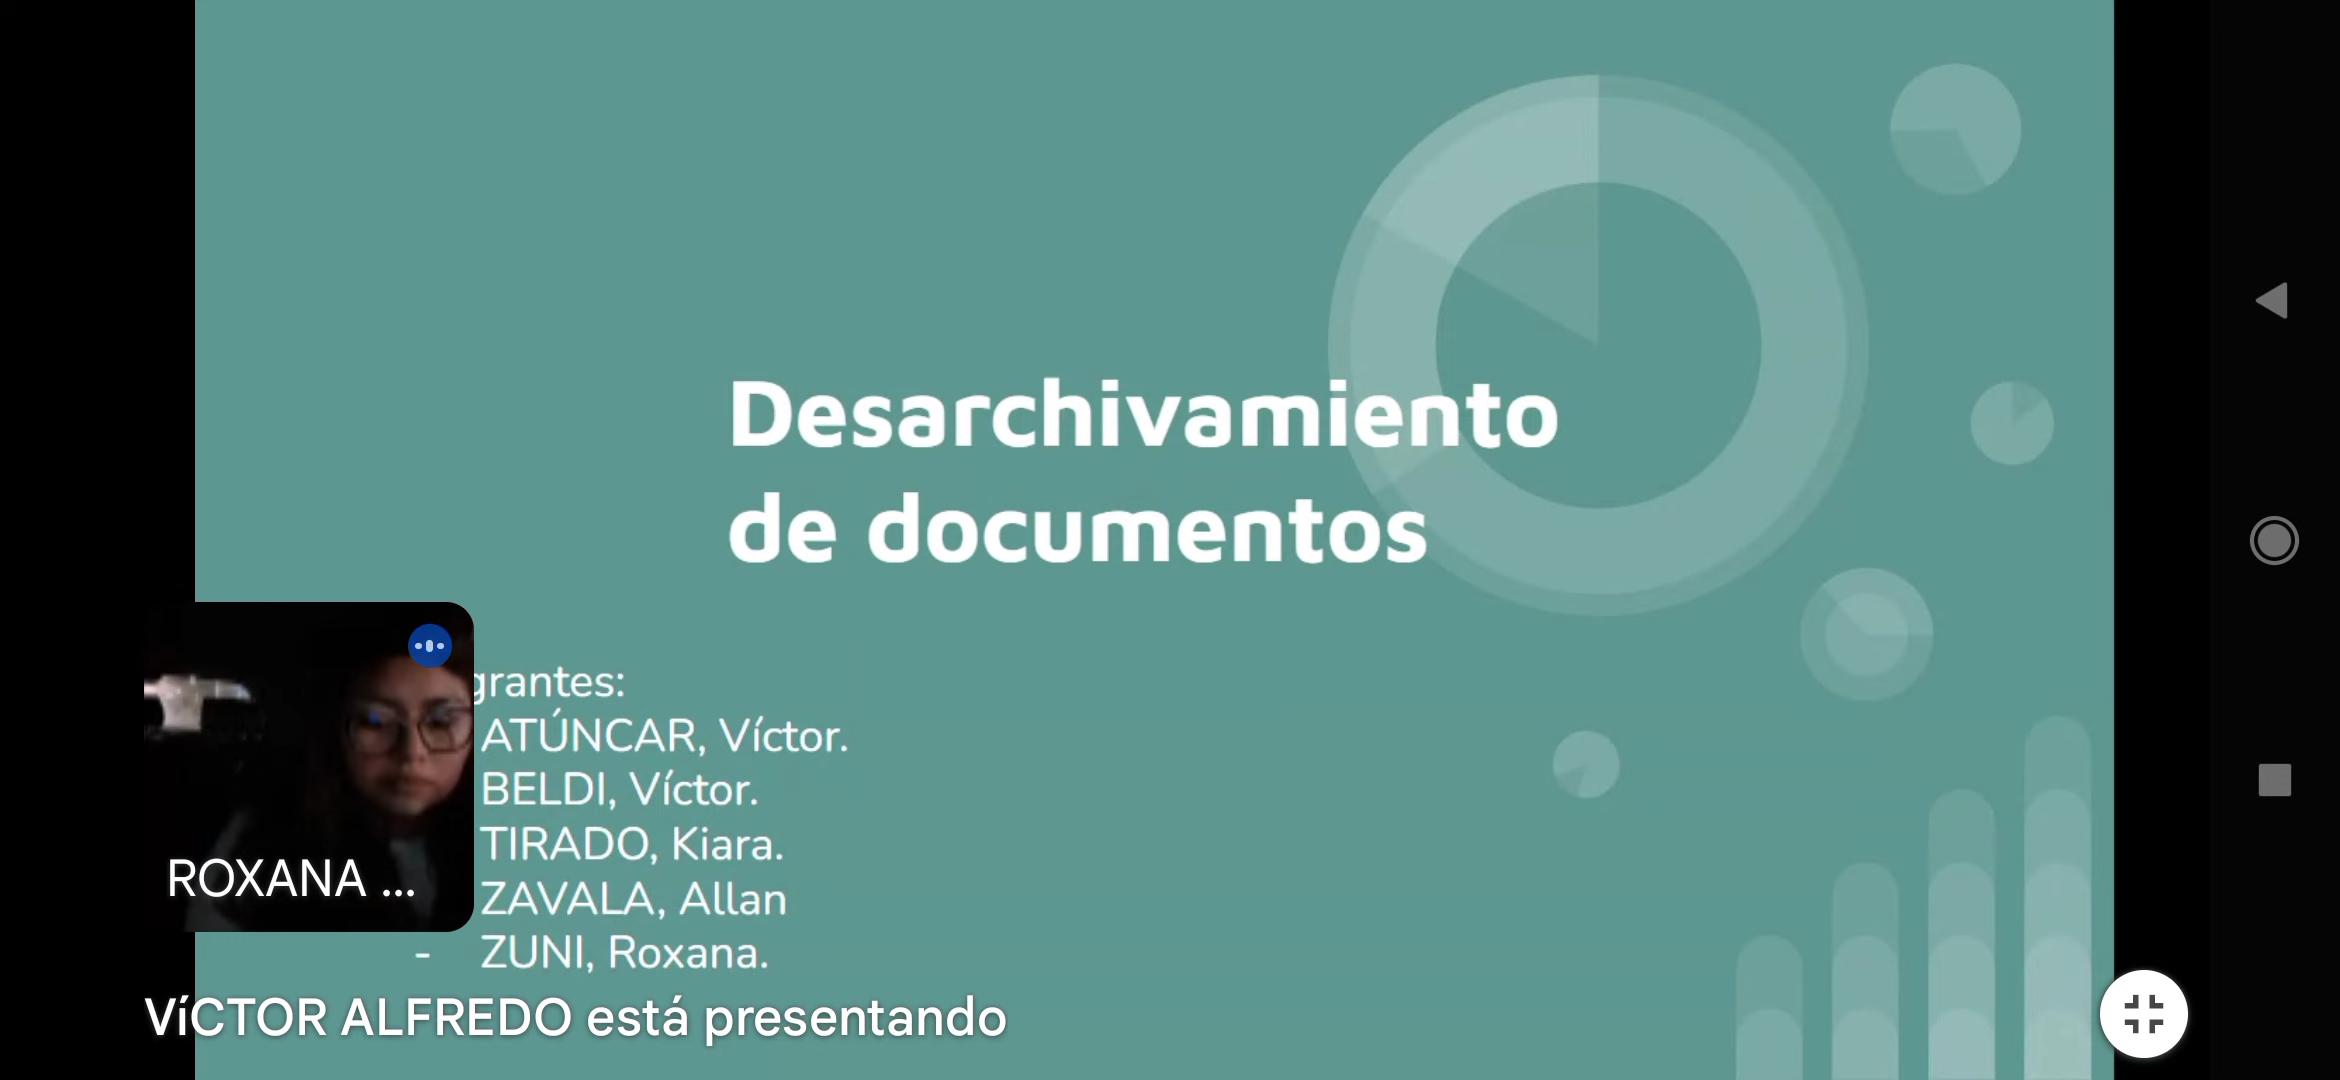 Desarchivamiento
de documentos
grantes:
ATÚNCAR, Víctor.
BELDI, Víctor.
TIRADO, Kiara.
ZAVALA, Allan
- ZUNI, Roxana.
ROXANA ...
VíCTOR ALFREDO está presentando